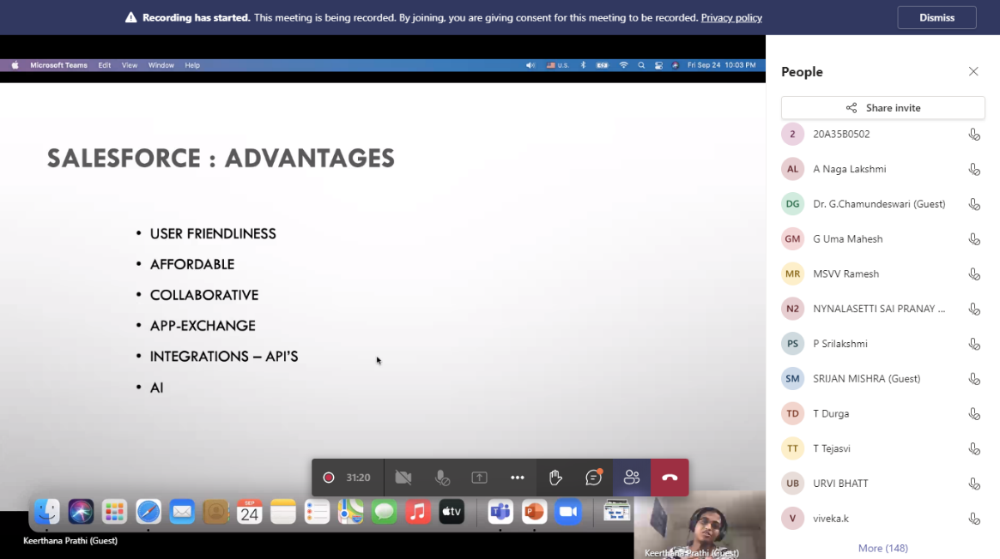 Recording has started. This meeting is being recorded. By joining, you are giving consent for this meeting to be recorded. Privacy policy
Dismiss
Microsoft Teams Edit View Window Help
U.S. Fri Sep 24 10:03 PM
SALESFORCE : ADVANTAGES
• USER FRIENDLINESS
• AFFORDABLE
• COLLABORATIVE
• APP-EXCHANGE
• INTEGRATIONS – API'S
• AI
31:20
SEP
24
tv
Keerthana Prathi (Guest)
Keerthana Prathi (Guest)
People
Share invite
2 20A35B0502
AL A Naga Lakshmi
DG Dr. G.Chamundeswari (Guest)
GM G Uma Mahesh
MR MSVV Ramesh
N2 NYNALASETTI SAI PRANAY ...
PS P Srilakshmi
SM SRIJAN MISHRA (Guest)
TD T Durga
TT T Tejasvi
UB URVI BHATT
V viveka.k
More (148)